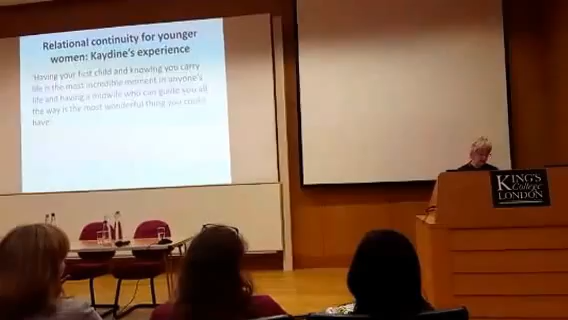 Relational continuity for younger
women: Kaydine's experience
'Having your first child and knowing you carry
life is the most incredible moment in anyone's
life and having a midwife who can guide you all
the way is the most wonderful thing you could
have.
KING'S
College
LONDON